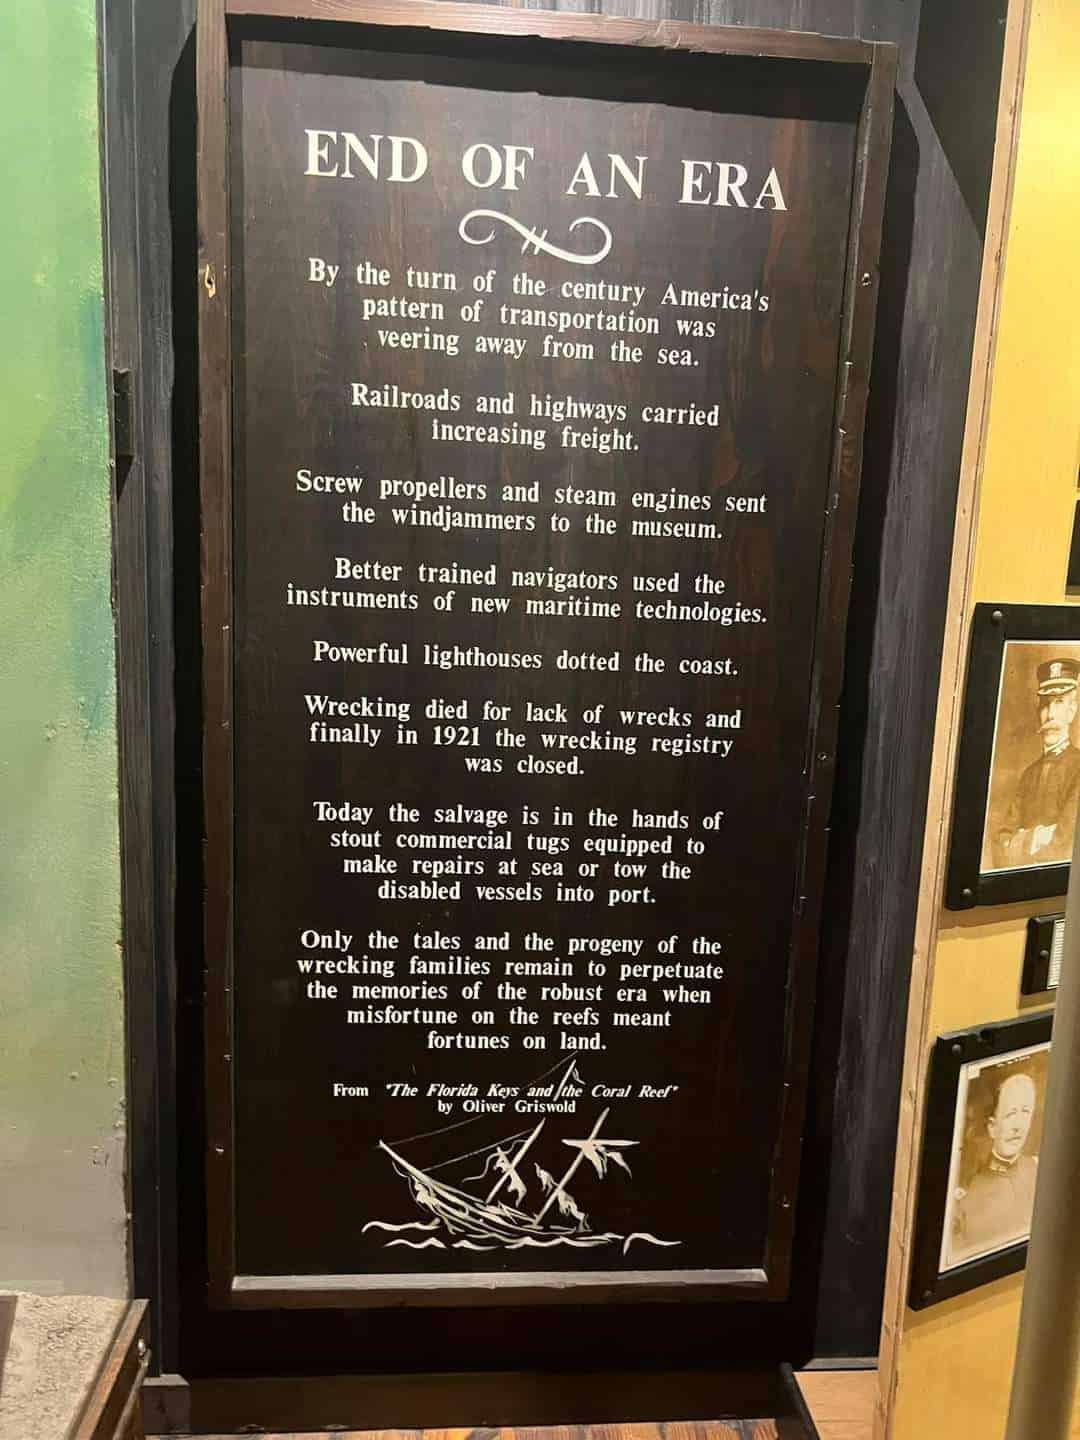 END OF AN ERA
By the turn of the century America's
pattern of transportation was
veering away from the sea.
Railroads and highways carried
increasing freight.
Screw propellers and steam engines sent
the windjammers to the museum.
Better trained navigators used the
instruments of new maritime technologies.
Powerful lighthouses dotted the coast.
Wrecking died for lack of wrecks and
finally in 1921 the wrecking registry
was closed.
Today the salvage is in the hands of
stout commercial tugs equipped to
make repairs at sea or tow the
disabled vessels into port.
Only the tales and the progeny of the
wrecking families remain to perpetuate
the memories of the robust era when
misfortune on the reefs meant
fortunes on land.
From "The Florida Keys and the Coral Reef"
by Oliver Griswold